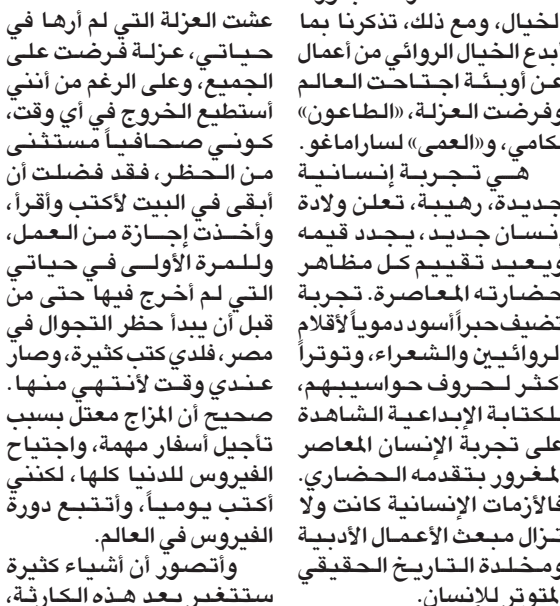 الخيال، ومع ذلك، تذكرنا بما
أبدع الخيال الروائي من أعمال
عن أوبئة اجتاحت العالم
وفرضت العزلة، «الطاعون»
لكامي، و«العمى» لساراماغو.
هـي تـجـربـة إنـسـانـيـة
جديدة، رهيبة، تعلن ولادة
إنسان جديد، يجدد قيمه
ويعيد تقييم كل مظاهر
حضارته المعاصرة. تجربة
تضيف حبراً أسود دموياً لأقلام
الروائيين والشعراء، وتوتراً
أكثر لـحـروف حـواسيبـهم،
للكتابة الإبداعية الشاهدة
على تجربة الإنسان المعاصر
المغرور بتقدمه الحضاري.
فالأزمات الإنسانية كانت ولا
تزال مبعث الأعمال الأدبية
ومخلدة التاريخ الحقيقي
المتوتر للإنسان.
عشت العزلة التي لم أرها في
حياتي، عزلة فرضت على
الجميع، وعلى الرغم من أنني
أستطيع الخروج في أي وقت،
كوني صحافياً مستثنى
من الحظر، فقد فضلت أن
أبقى في البيت لأكتب وأقرأ،
وأخذت إجازة من العمل،
وللمرة الأولى في حياتي
التي لم أخرج فيها حتى من
قبل أن يبدأ حظر التجوال في
مصر، فلدي كتب كثيرة، وصار
عندي وقت لأنتهي منها.
صحيح أن المزاج معتل بسبب
تأجيل أسفار مهمة، واجتياح
الفيروس للدنيا كلها، لكنني
أكتب يومياً، وأتتبع دورة
الفيروس في العالم.
وأتصور أن أشياء كثيرة
ستتغير بعد هذه الكارثة،